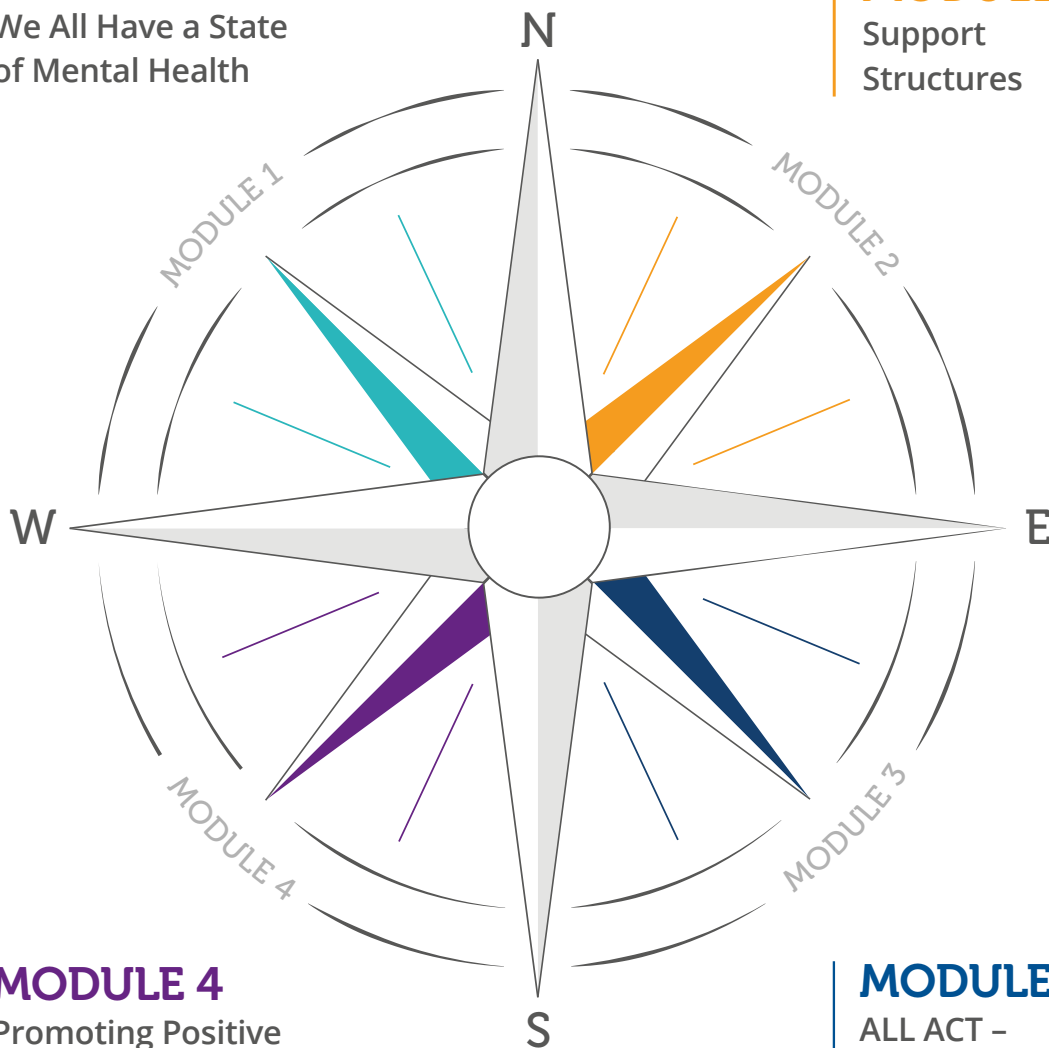 We All Have a State
of Mental Health
N
Support
Structures
MODULE 1
MODULE 2
W
E
MODULE 4
MODULE 3
MODULE 4
Promoting Positive
S
MODULE
ALL ACT –